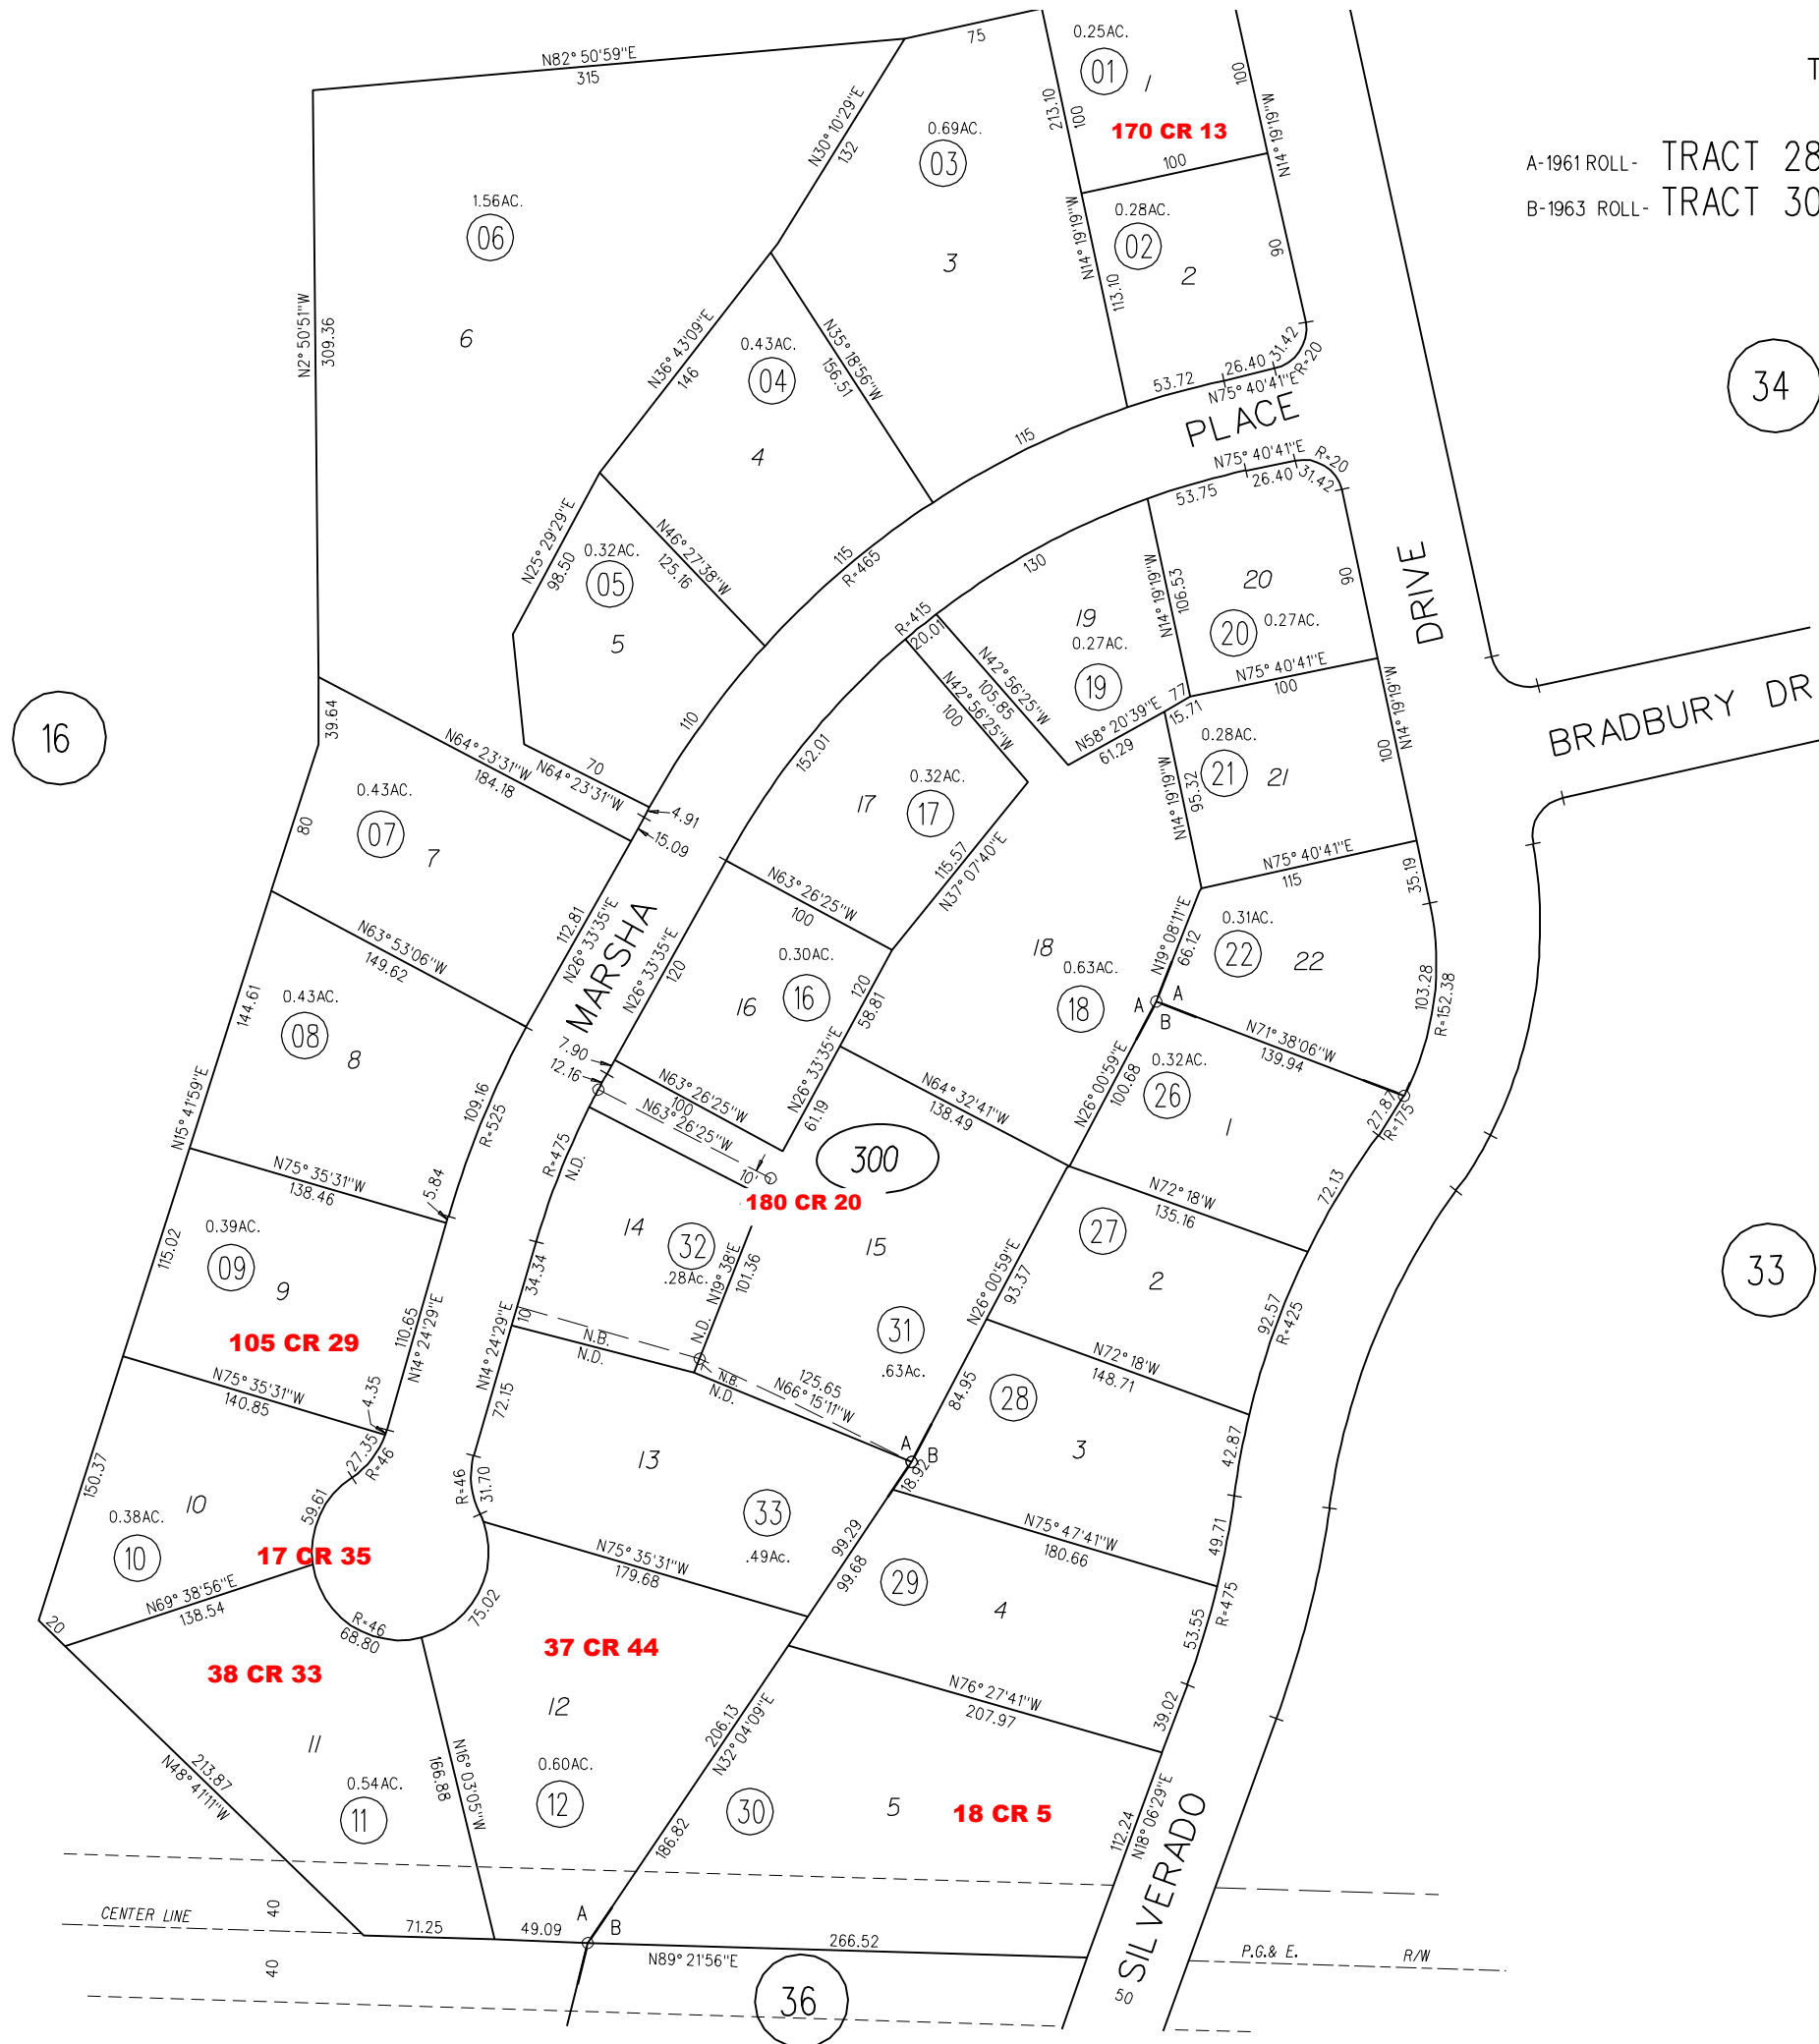 75
0.25AC.
01
1
170 CR 13
100
N14°19'19"W
213.10
100
100
T
A-1961 ROLL- TRACT 28
B-1963 ROLL- TRACT 30
N82°50'59"E
315
N30°10'29"E
132
0.69AC.
03
3
1.56AC.
06
6
N2°50'51"W
309.36
0.28AC.
02
2
N14°19'19"W
113.10
90
31.42
R=20
26.40
N75°40'41"E
53.72
PLACE
34
N36°43'09"E
146
0.43AC.
04
4
N35°18'56"W
156.51
115
N75°40'41"E
R=20
26.40
31.42
53.75
N25°29'29"E
98.50
0.32AC.
05
5
N46°27'38"W
125.16
115
R=465
130
R=415
20.01
N14°19'19"W
106.53
20
20
0.27AC.
90
DRIVE
19
0.27AC.
19
N42°56'25"W
105.85
N42°56'25"W
100
N58°20'39"E
77
61.29
15.71
N75°40'41"E
100
N14°19'19"W
100
BRADBURY DR
16
39.64
N64°23'31"W
184.18
70
N64°23'31"W
110
4.91
15.09
152.01
0.32AC.
17
17
115.57
N37°07'40"E
0.28AC.
21
21
N14°19'19"W
95.32
N75°40'41"E
115
35.19
0.43AC.
07
7
80
N63°53'06"W
149.62
112.81
N26°33'35"E
MARSHA
N26°33'35"E
120
N63°26'25"W
100
0.30AC.
16
16
120
58.81
N26°33'35"E
61.19
18
0.63AC.
18
N19°08'11"E
66.12
0.31AC.
22
22
103.28
R=152.38
A
A
B
N71°38'06"W
139.94
27.87
R=175
144.61
N15°41'59"E
0.43AC.
08
8
109.16
R=525
7.90
12.16
N63°26'25"W
100
N63°26'25"W
10'
300
180 CR 20
N64°32'41"W
138.49
N26°00'59"E
100.68
0.32AC.
26
1
N72°18'W
135.16
72.13
R=475
N.D.
N75°35'31"W
138.46
5.84
115.02
0.39AC.
09
9
105 CR 29
110.65
N14°24'29"E
14
32
.28Ac.
34.34
10
N19°38'E
101.36
N.D.
15
31
.63Ac.
N26°00'59"E
93.37
27
2
92.57
R=425
33
N14°24'29"E
72.15
N.B.
N.D.
N.B.
N.D.
125.65
N66°15'11"W
84.95
N72°18'W
148.71
28
3
42.87
A
B
18.92
N75°35'31"W
140.85
4.35
27.35
R=46
150.37
10
0.38AC.
10
59.61
17 CR 35
R=46
31.70
13
33
.49Ac.
99.29
99.68
N75°35'31"W
179.68
N75°47'41"W
180.66
49.71
R=475
29
4
53.55
20
N69°38'56"E
138.54
R=46
68.80
75.02
38 CR 33
37 CR 44
12
0.60AC.
12
11
0.54AC.
11
213.87
N48°41'11"W
N16°03'05"W
166.88
206.13
N32°04'09"E
186.82
N76°27'41"W
207.97
39.02
30
5
18 CR 5
112.24
N18°06'29"E
SILVERADO
50
CENTER LINE
40
40
71.25
49.09
A
B
266.52
N89°21'56"E
P.G.& E.
R/W
36